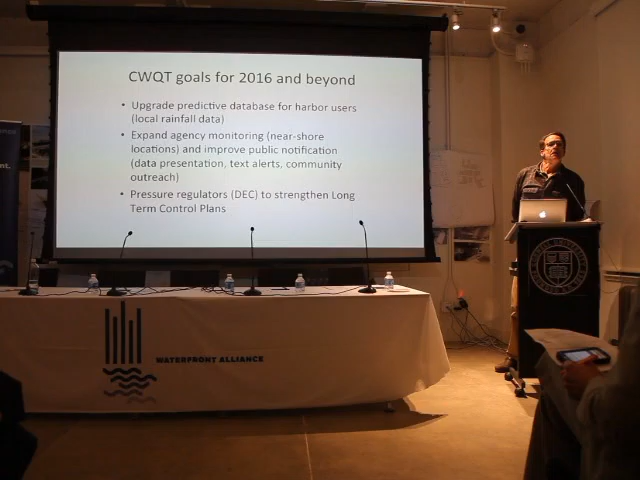 CWQT goals for 2016 and beyond
• Upgrade predictive database for harbor users
(local rainfall data)
• Expand agency monitoring (near-shore
locations) and improve public notification
(data presentation, text alerts, community
outreach)
• Pressure regulators (DEC) to strengthen Long
Term Control Plans
WATERFRONT ALLIANCE